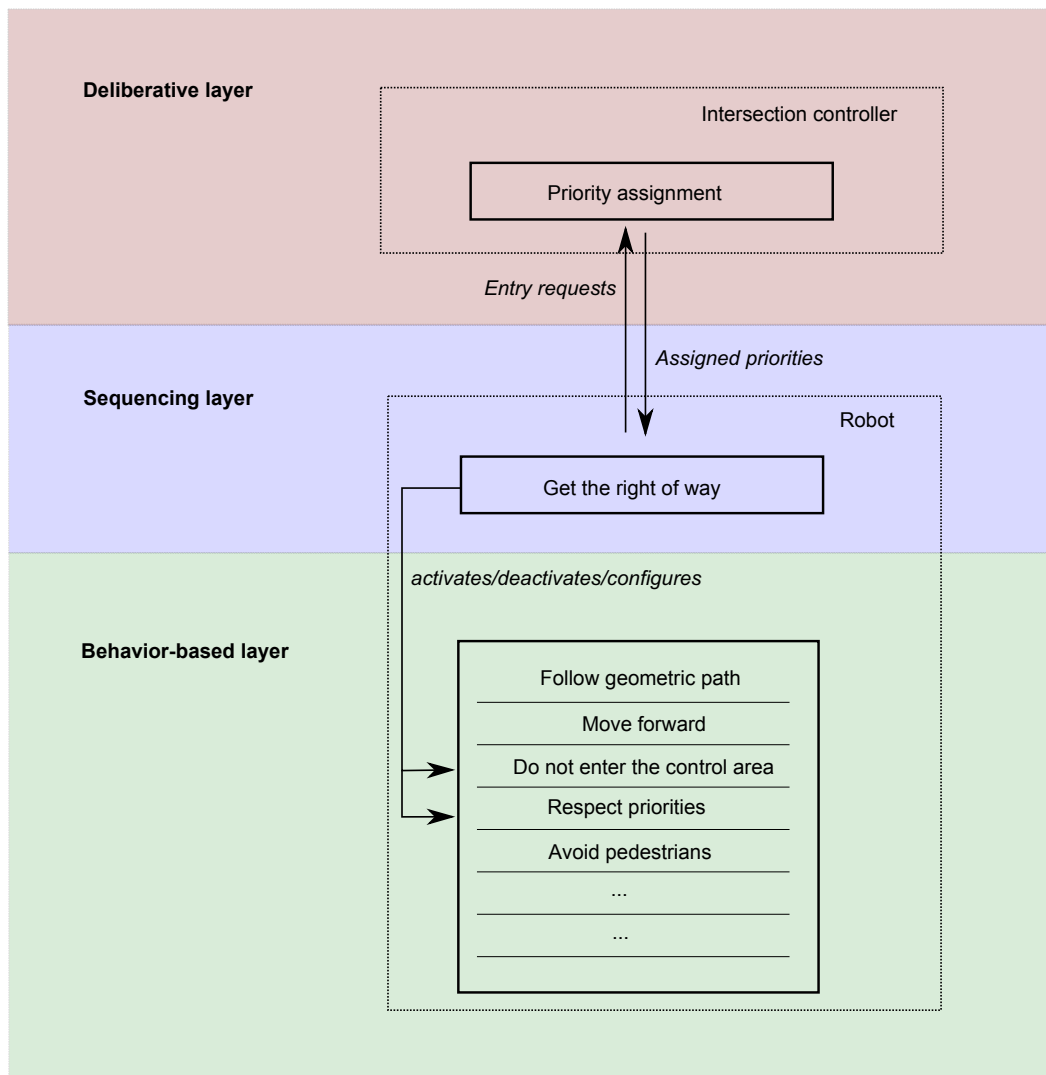 Deliberative layer
Intersection controller
Priority assignment
Entry requests
Assigned priorities
Sequencing layer
Robot
Get the right of way
activates/deactivates/configures
Behavior-based layer
Follow geometric path
Move forward
Do not enter the control area
Respect priorities
Avoid pedestrians
...
...